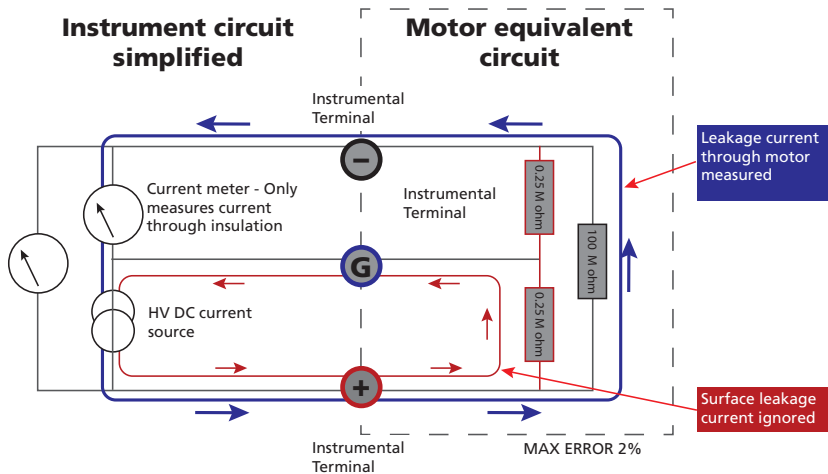 Instrument circuit
simplified
Motor equivalent
circuit
Instrumental
Terminal
−
Leakage current
through motor
measured
Current meter - Only
measures current
through insulation
Instrumental
Terminal
0.25 M ohm
100 M ohm
G
HV DC current
source
0.25 M ohm
+
Surface leakage
current ignored
Instrumental
Terminal
MAX ERROR 2%